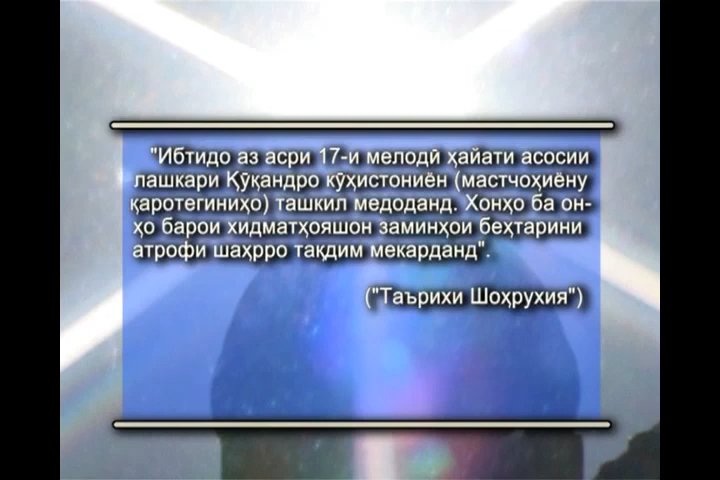 "Ибтидо аз асри 17-и мелодӣ ҳайати асосии
лашкари Қӯқандро кӯҳистониён (мастчоҳиёну
қаротегиниҳо) ташкил медоданд. Хонҳо ба он-
ҳо барои хидматҳояшон заминҳои беҳтарини
атрофи шаҳрро тақдим мекарданд".
("Таърихи Шоҳрухия")